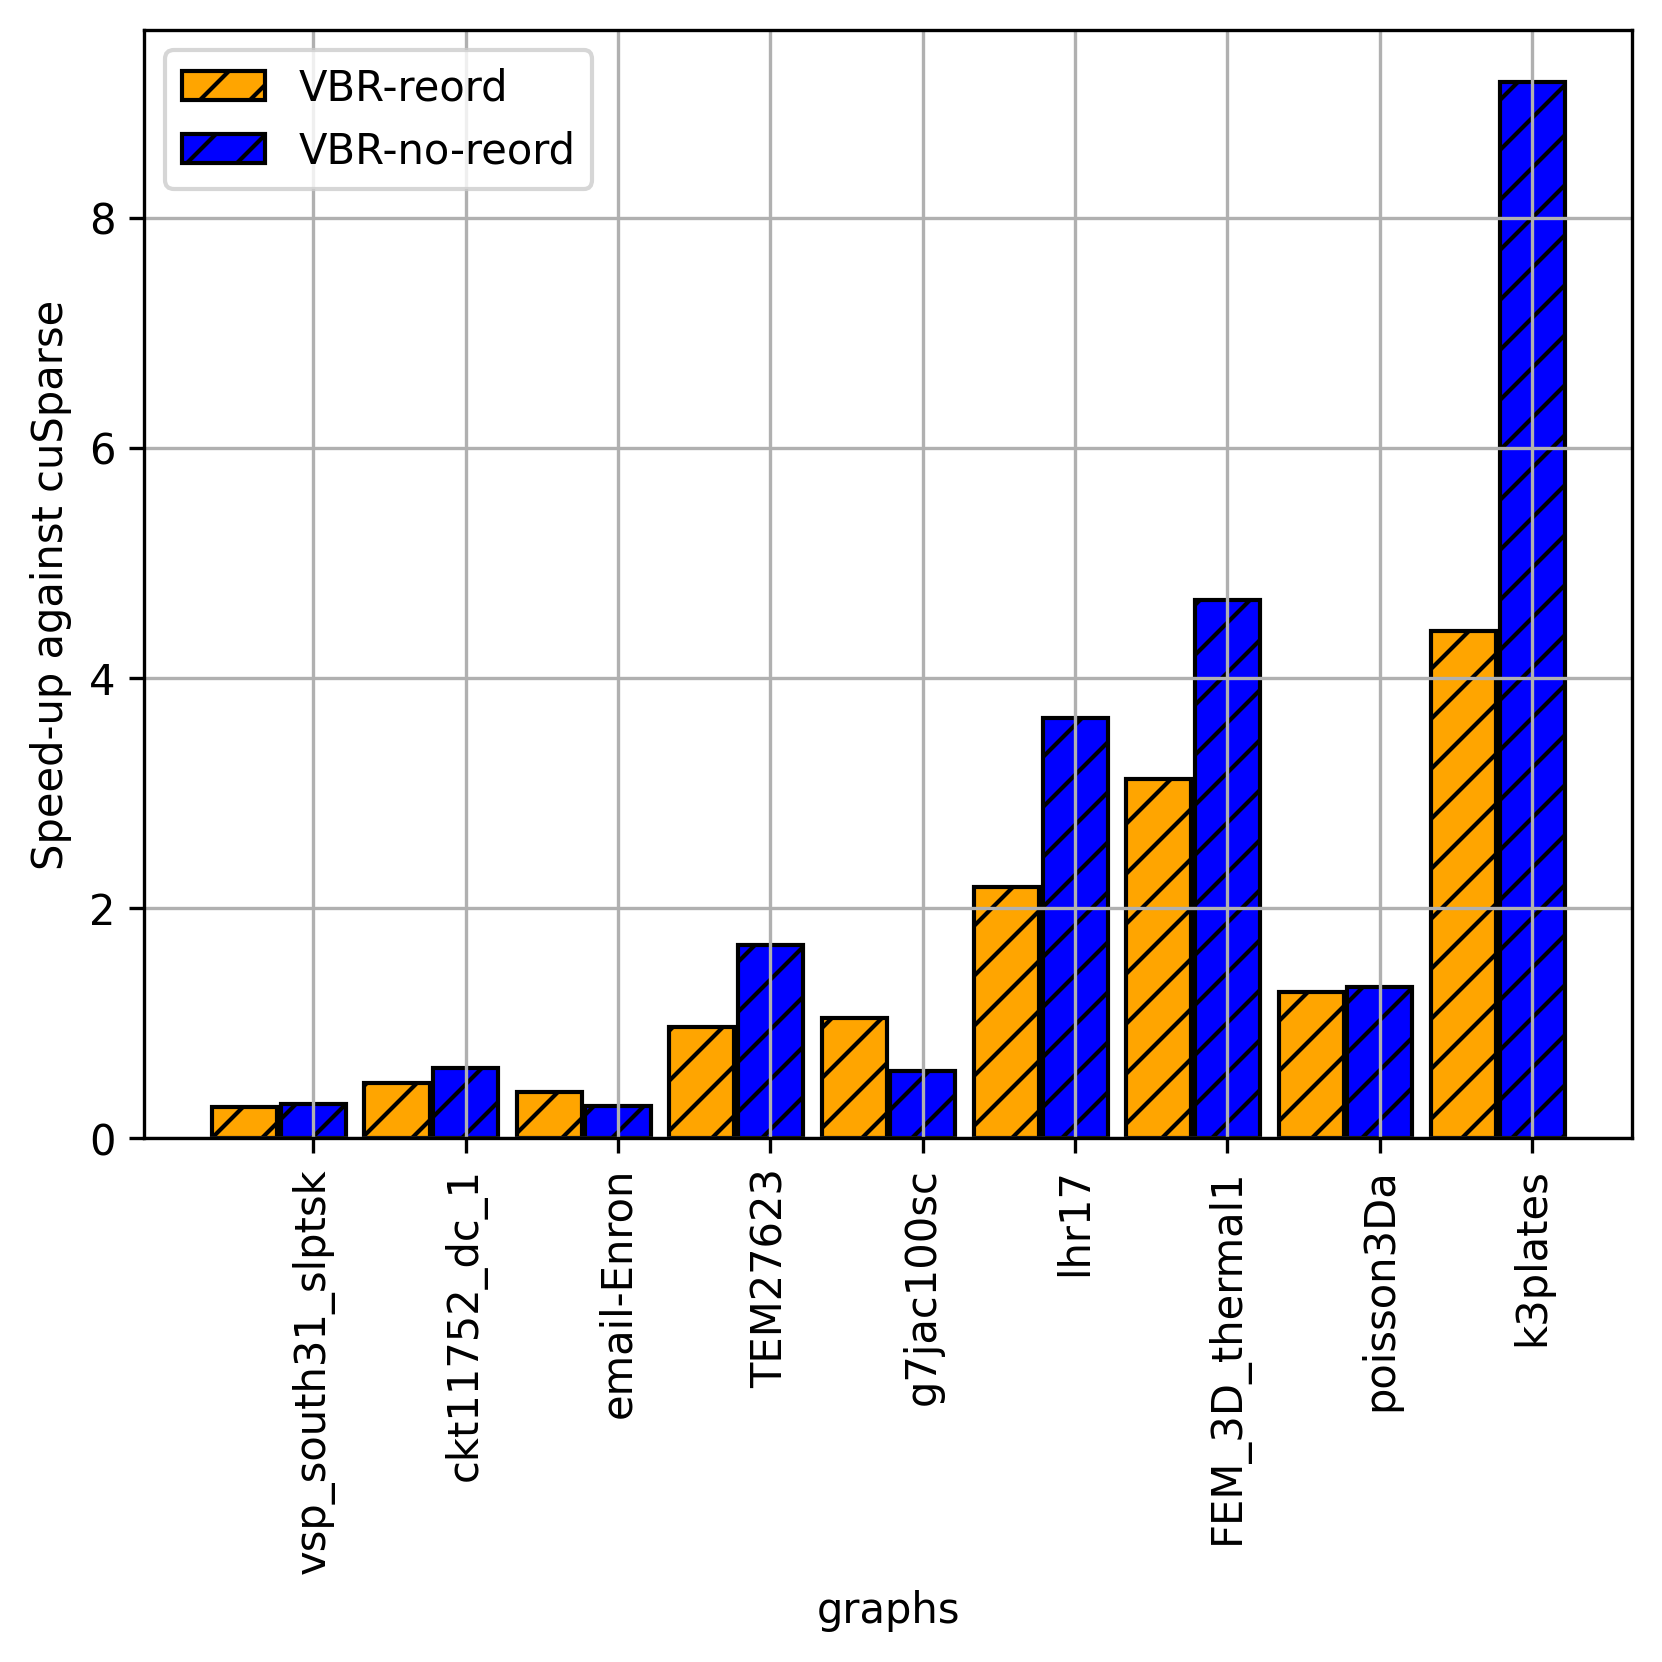 VBR-reord
VBR-no-reord
Speed-up against cuSparse
8
6
4
2
0
vsp_south31_slptsk
ckt11752_dc_1
email-Enron
TEM27623
g7jac100sc
lhr17
FEM_3D_thermal1
poisson3Da
k3plates
graphs